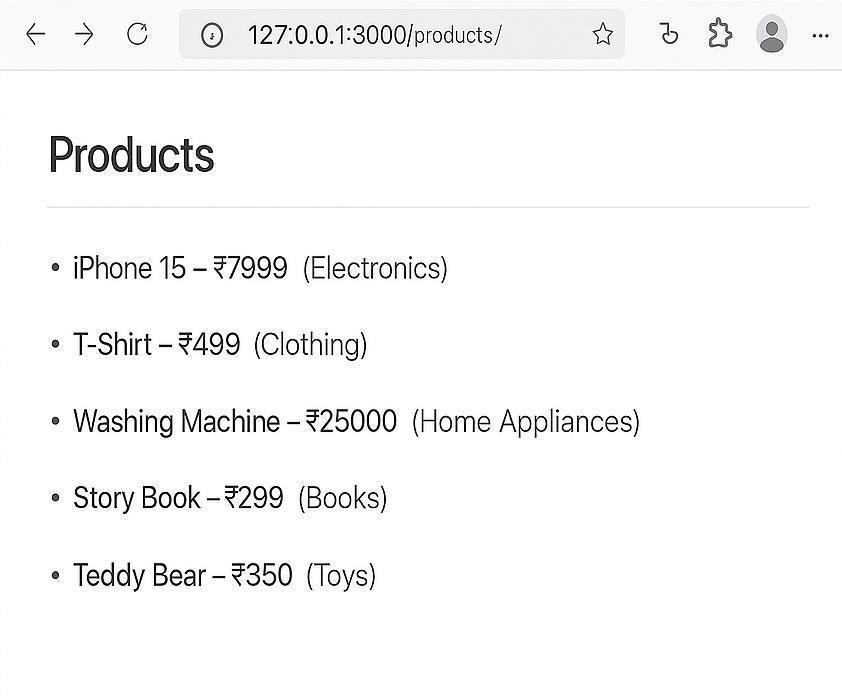 127:0.0.1:3000/products/
Products
• iPhone 15 – ₹7999 (Electronics)
• T-Shirt – ₹499 (Clothing)
• Washing Machine – ₹25000 (Home Appliances)
• Story Book – ₹299 (Books)
• Teddy Bear – ₹350 (Toys)